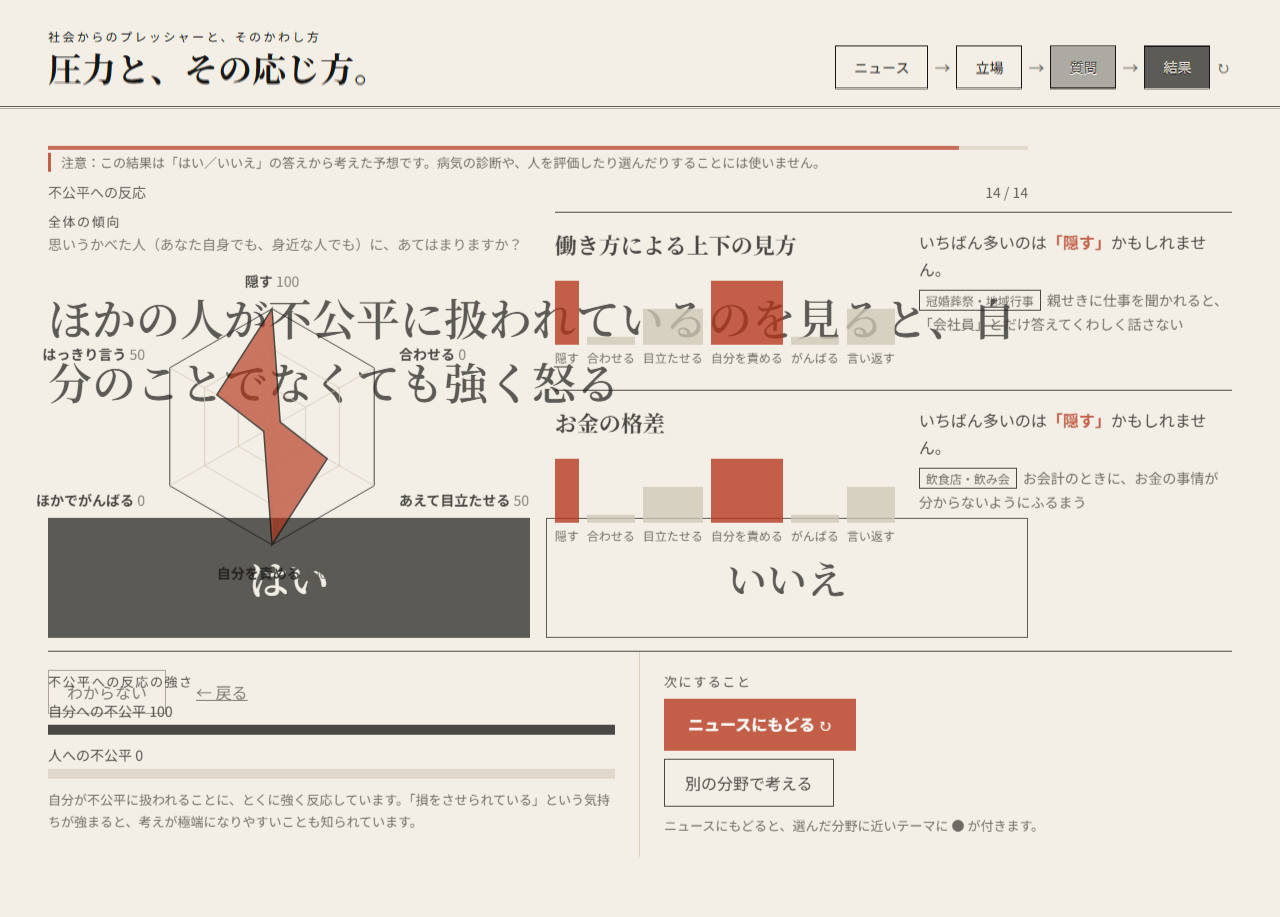 社会からのプレッシャーと、そのかわし方
圧力と、その応じ方。
ニュース → 立場 → 質問 → 結果 ↻
注意：この結果は「はい／いいえ」の答えから考えた予想です。病気の診断や、人を評価したり選んだりすることには使いません。
不公平への反応
14 / 14
全体の傾向
思いうかべた人（あなた自身でも、身近な人でも）に、あてはまりますか？
ほかの人が不公平に扱われているのを見ると、自
分のことでなくても強く怒る
隠す 100
はっきり言う 50
合わせる 0
ほかでがんばる 0
あえて目立たせる 50
自分を責める
働き方による上下の見方
隠す 合わせる 目立たせる 自分を責める がんばる 言い返す
いちばん多いのは「隠す」かもしれませ
ん。
冠婚葬祭・地域行事 親せきに仕事を聞かれると、
「会社員」とだけ答えてくわしく話さない
お金の格差
隠す 合わせる 目立たせる 自分を責める がんばる 言い返す
いちばん多いのは「隠す」かもしれませ
ん。
飲食店・飲み会 お会計のときに、お金の事情が
分からないようにふるまう
はい
いいえ
わからない
← 戻る
不公平への反応の強さ
自分への不公平 100
人への不公平 0
自分が不公平に扱われることに、とくに強く反応しています。「損をさせられている」という気持
ちが強まると、考えが極端になりやすいことも知られています。
次にすること
ニュースにもどる ↻
別の分野で考える
ニュースにもどると、選んだ分野に近いテーマに ● が付きます。